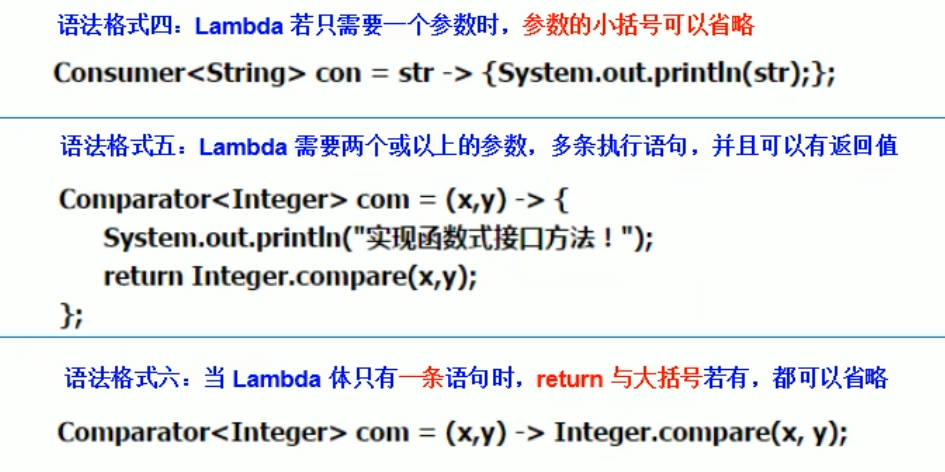 语法格式四：Lambda 若只需要一个参数时，参数的小括号可以省略
Consumer<String> con = str -> {System.out.println(str);};
语法格式五：Lambda 需要两个或以上的参数，多条执行语句，并且可以有返回值
Comparator<Integer> com = (x,y) -> {
System.out.println("实现函数式接口方法！");
return Integer.compare(x,y);
};
语法格式六：当 Lambda 体只有一条语句时，return 与大括号若有，都可以省略
Comparator<Integer> com = (x,y) -> Integer.compare(x, y);